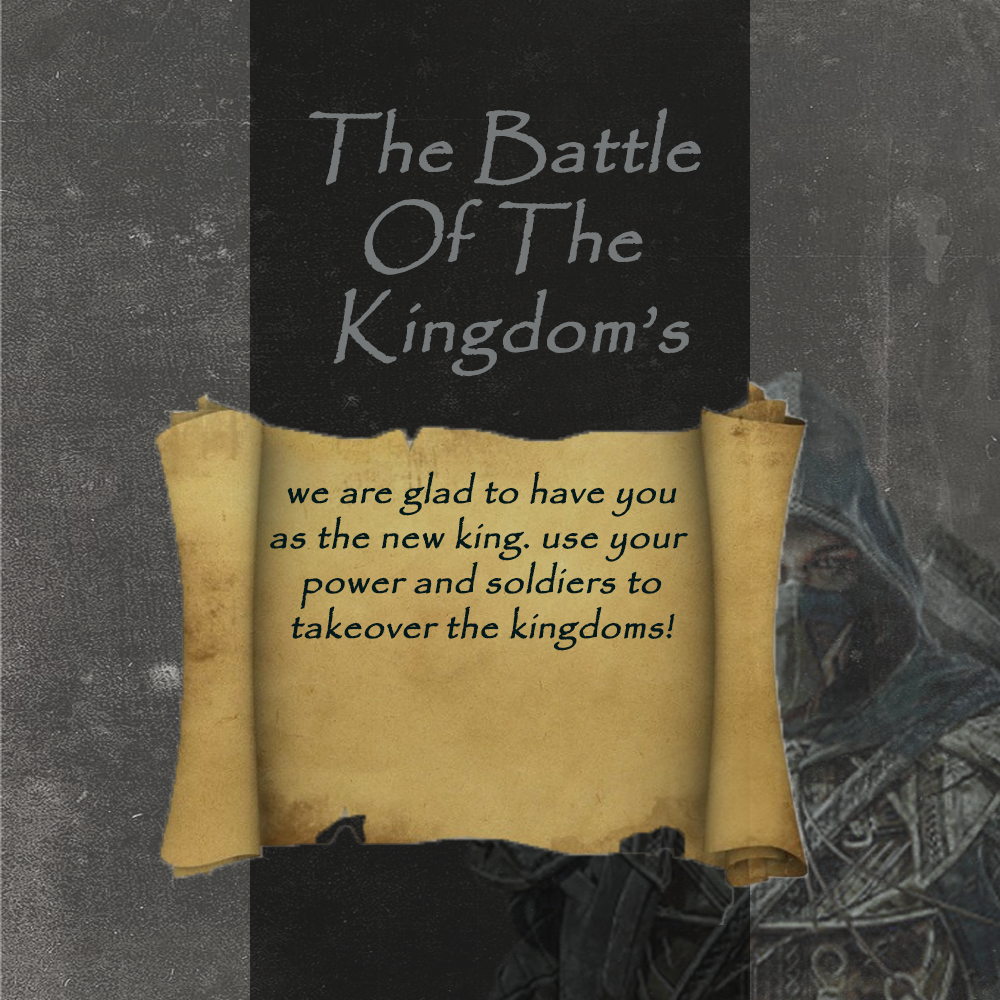 The Battle
Of The
Kingdom’s
we are glad to have you
as the new king. use your
power and soldiers to
takeover the kingdoms!